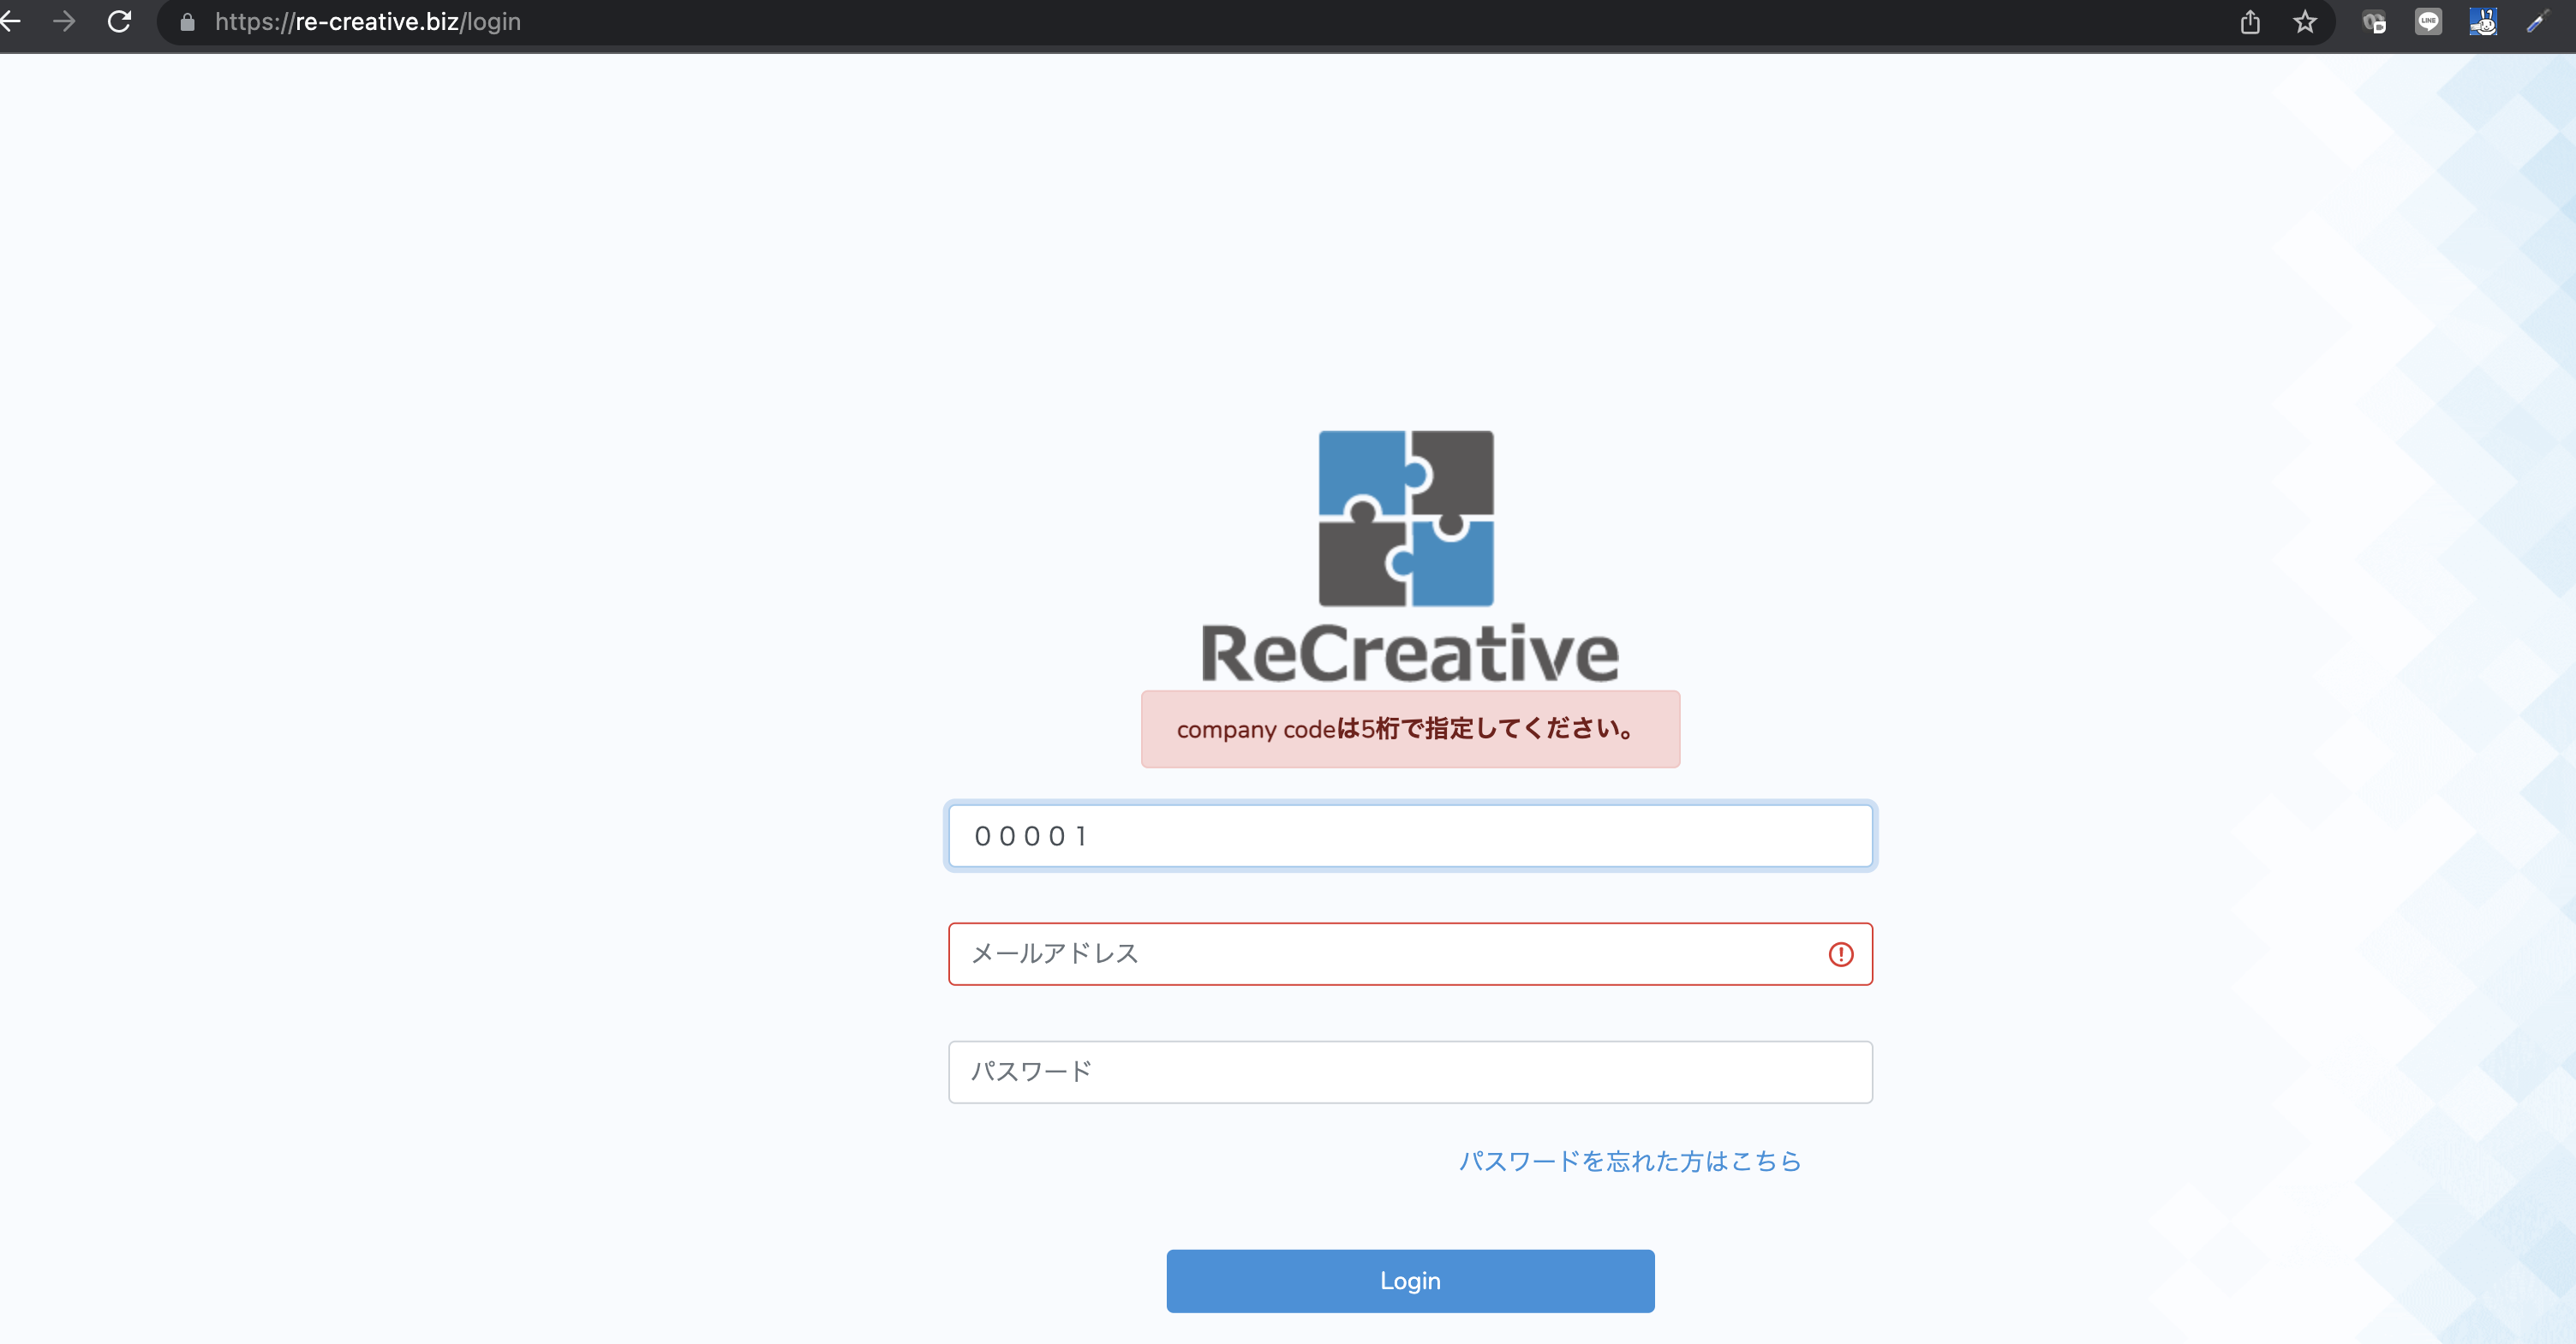 https://re-creative.biz/login
LINE
ReCreative
company codeは5桁で指定してください。
００００１
メールアドレス
パスワード
パスワードを忘れた方はこちら
Login